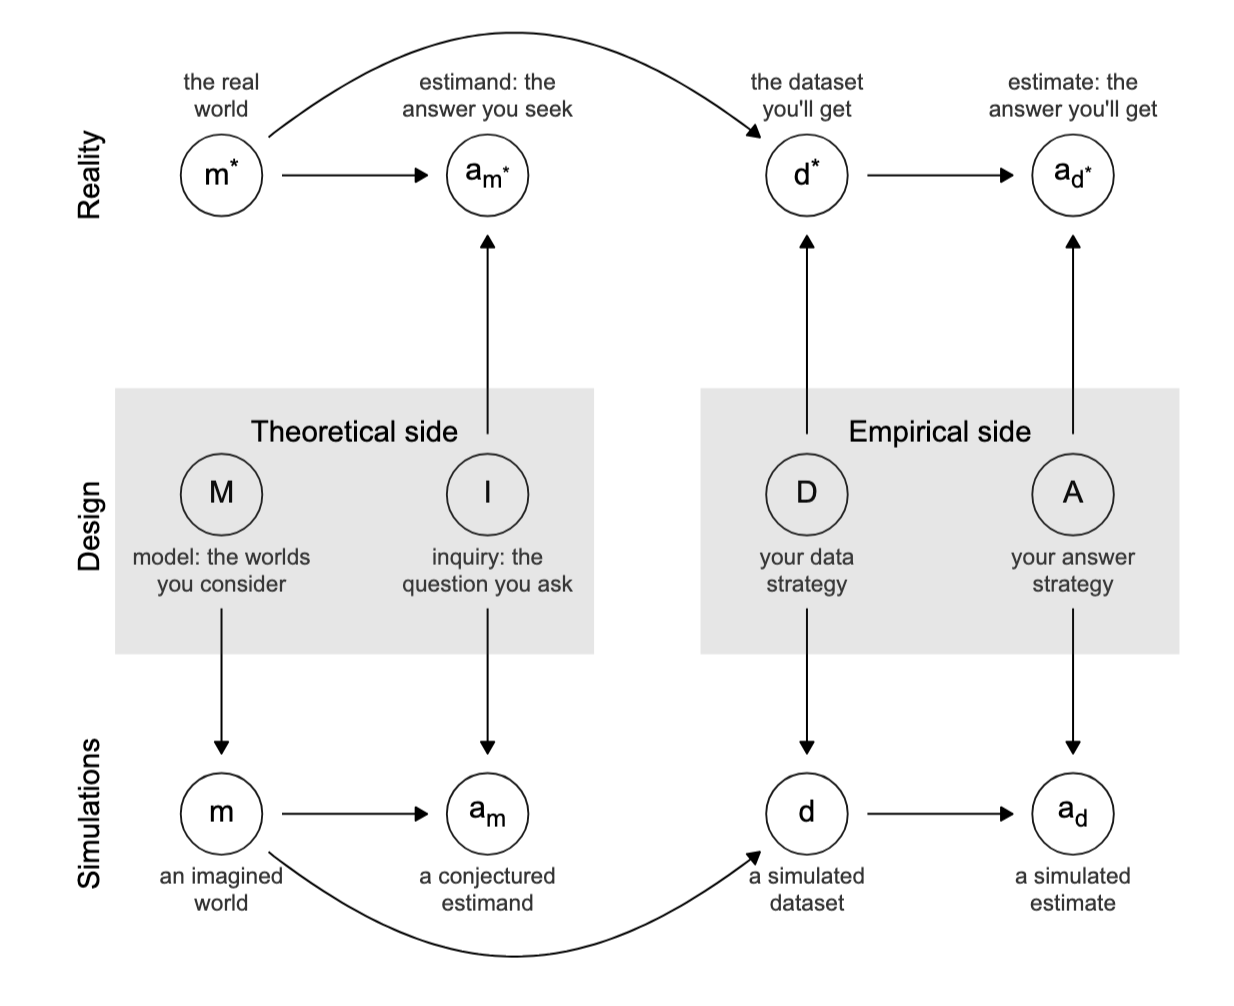 the real
world
estimand: the
answer you seek
the dataset
you'll get
estimate: the
answer you'll get
Reality
m*
a_m*
d*
a_d*
Theoretical side
Empirical side
Design
M
I
D
A
model: the worlds
you consider
inquiry: the
question you ask
your data
strategy
your answer
strategy
Simulations
m
a_m
d
a_d
an imagined
world
a conjectured
estimand
a simulated
dataset
a simulated
estimate